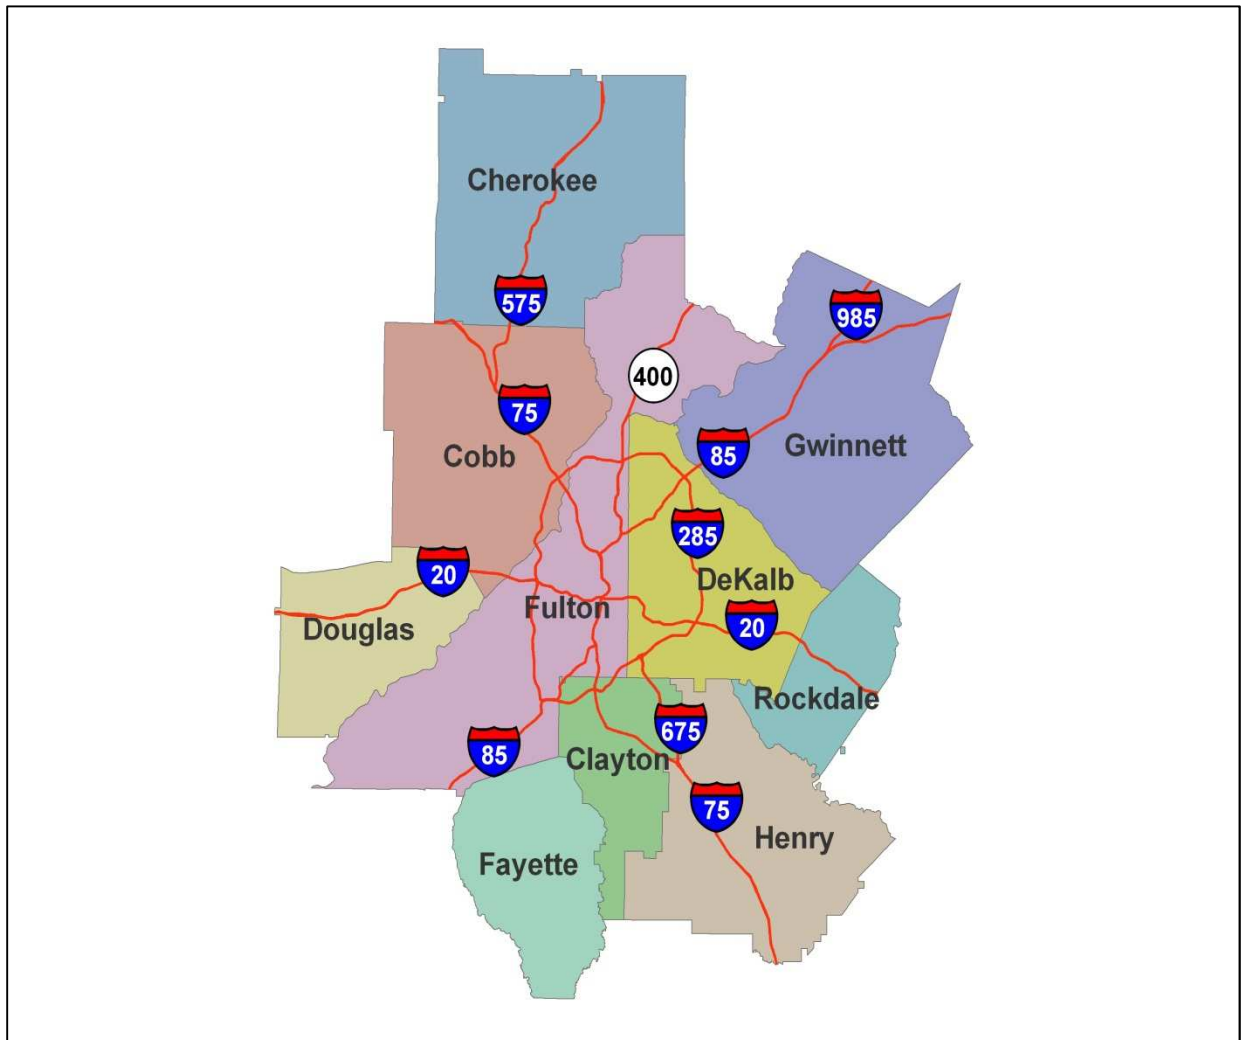 Cherokee
575
985
400
75
Cobb
85
Gwinnett
285
20
DeKalb
Fulton
20
Douglas
Rockdale
675
85
Clayton
75
Henry
Fayette